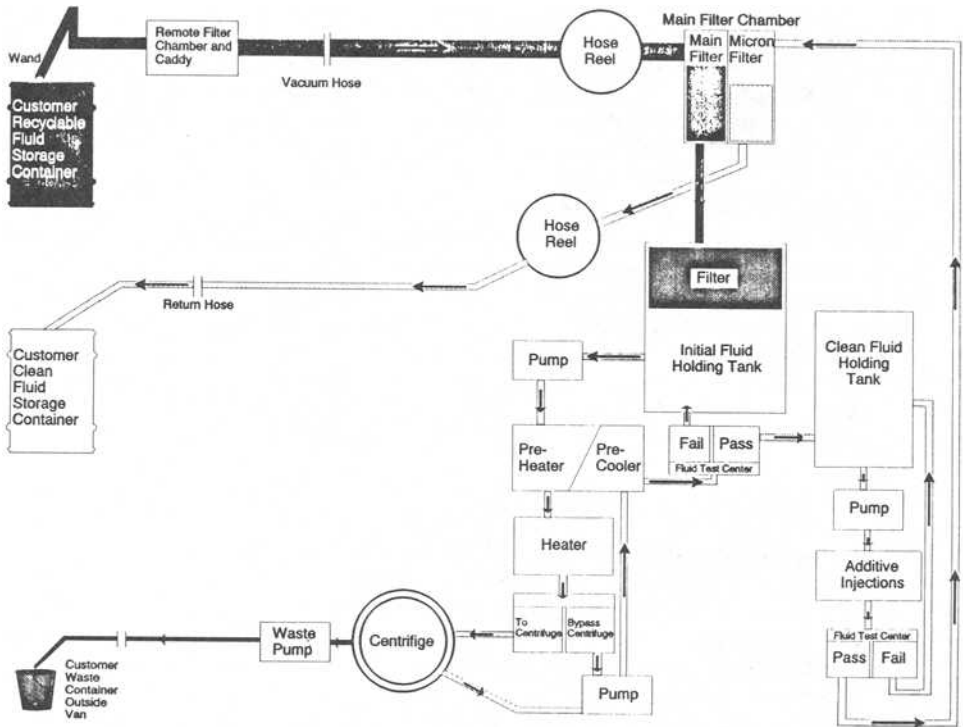 Main Filter Chamber
Remote Filter
Chamber and
Caddy
Wand
Hose
Reel
Main
Filter
Micron
Filter
Vacuum Hose
Customer
Recyclable
Fluid
Storage
Container
Hose
Reel
Return Hose
Filter
Initial Fluid
Holding Tank
Clean Fluid
Holding
Tank
Customer
Clean
Fluid
Storage
Container
Pump
Fail
Pass
Fluid Test Center
Pre-
Heater
Pre-
Cooler
Pump
Heater
Additive
Injections
To
Centrifuge
Bypass
Centrifuge
Centrifige
Waste
Pump
Fluid Test Center
Pass
Fail
Pump
Customer
Waste
Container
Outside
Van